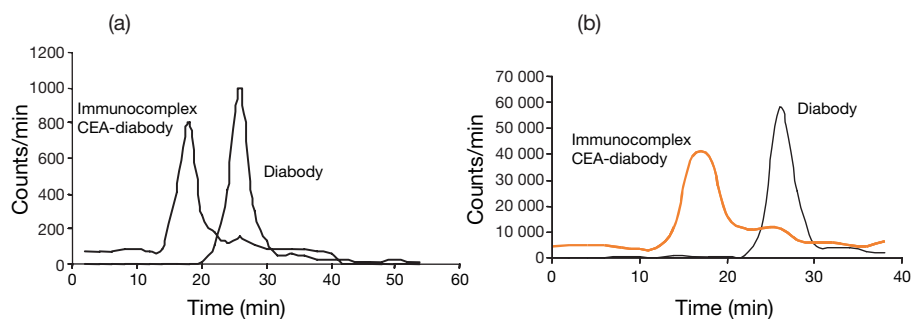 (a)
1200
1000
800
600
400
200
0
Counts/min
Immunocomplex
CEA-diabody
Diabody
0 10 20 30 40 50 60
Time (min)
(b)
70 000
60 000
50 000
40 000
30 000
20 000
10 000
0
Counts/min
Immunocomplex
CEA-diabody
Diabody
0 10 20 30 40
Time (min)